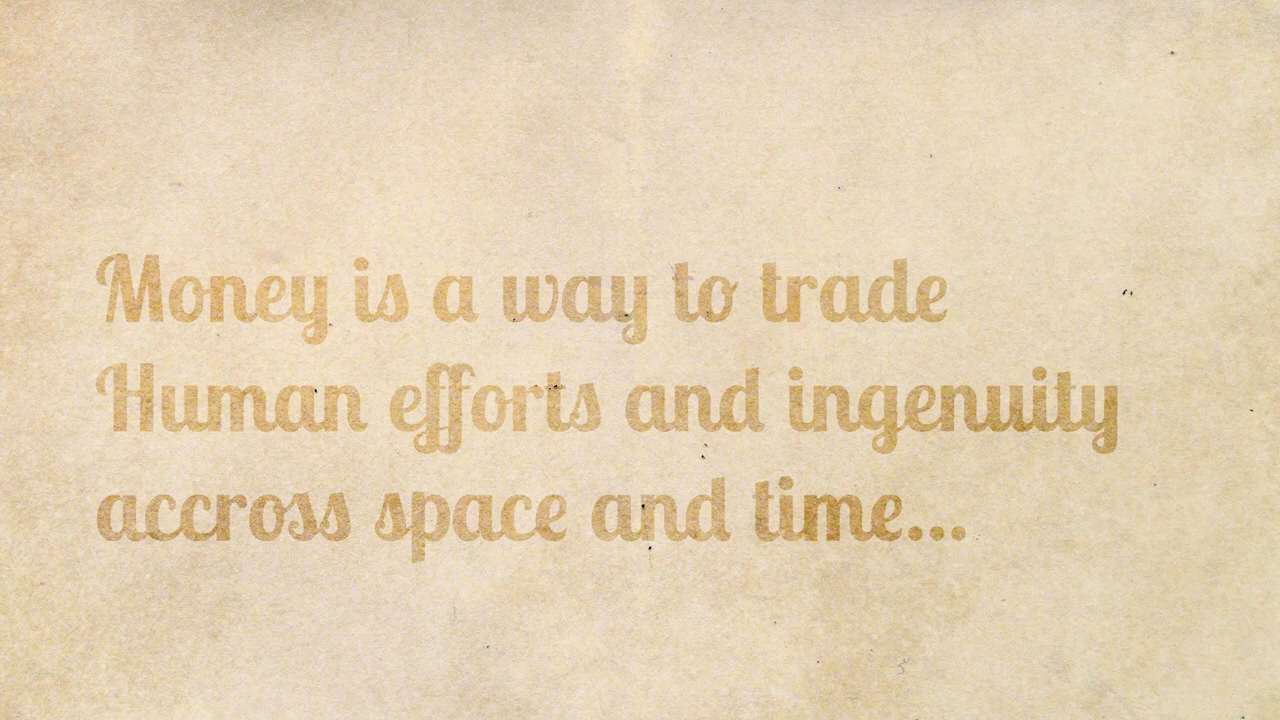 Money is a way to trade
Human efforts and ingenuity
accross space and time...